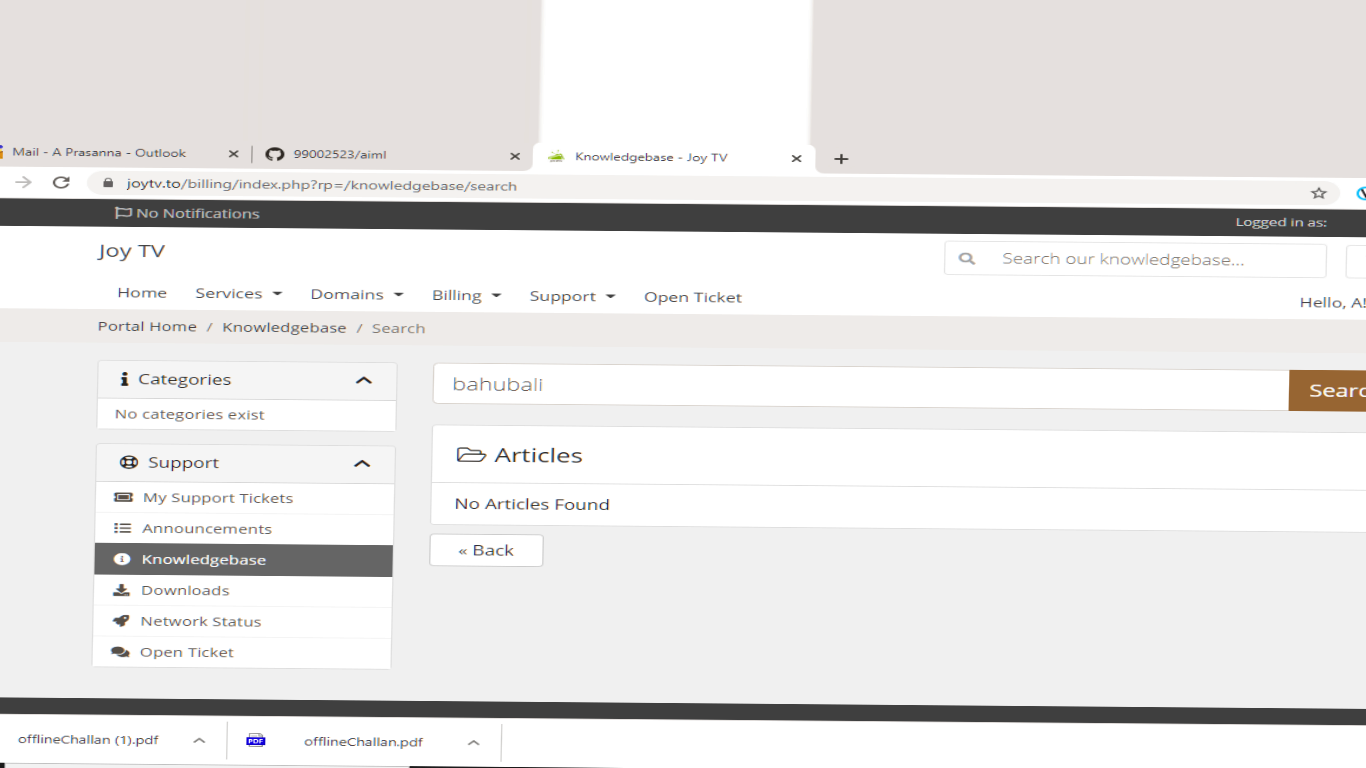 Mail - A Prasanna - Outlook
99002523/aiml
Knowledgebase - Joy TV
joytv.to/billing/index.php?rp=/knowledgebase/search
No Notifications
Logged in as:
Joy TV
Search our knowledgebase...
Home Services Domains Billing Support Open Ticket
Hello, A!
Portal Home / Knowledgebase / Search
Categories
No categories exist
Support
My Support Tickets
Announcements
Knowledgebase
Downloads
Network Status
Open Ticket
bahubali
Searc
Articles
No Articles Found
« Back
offlineChallan (1).pdf
PDF
offlineChallan.pdf